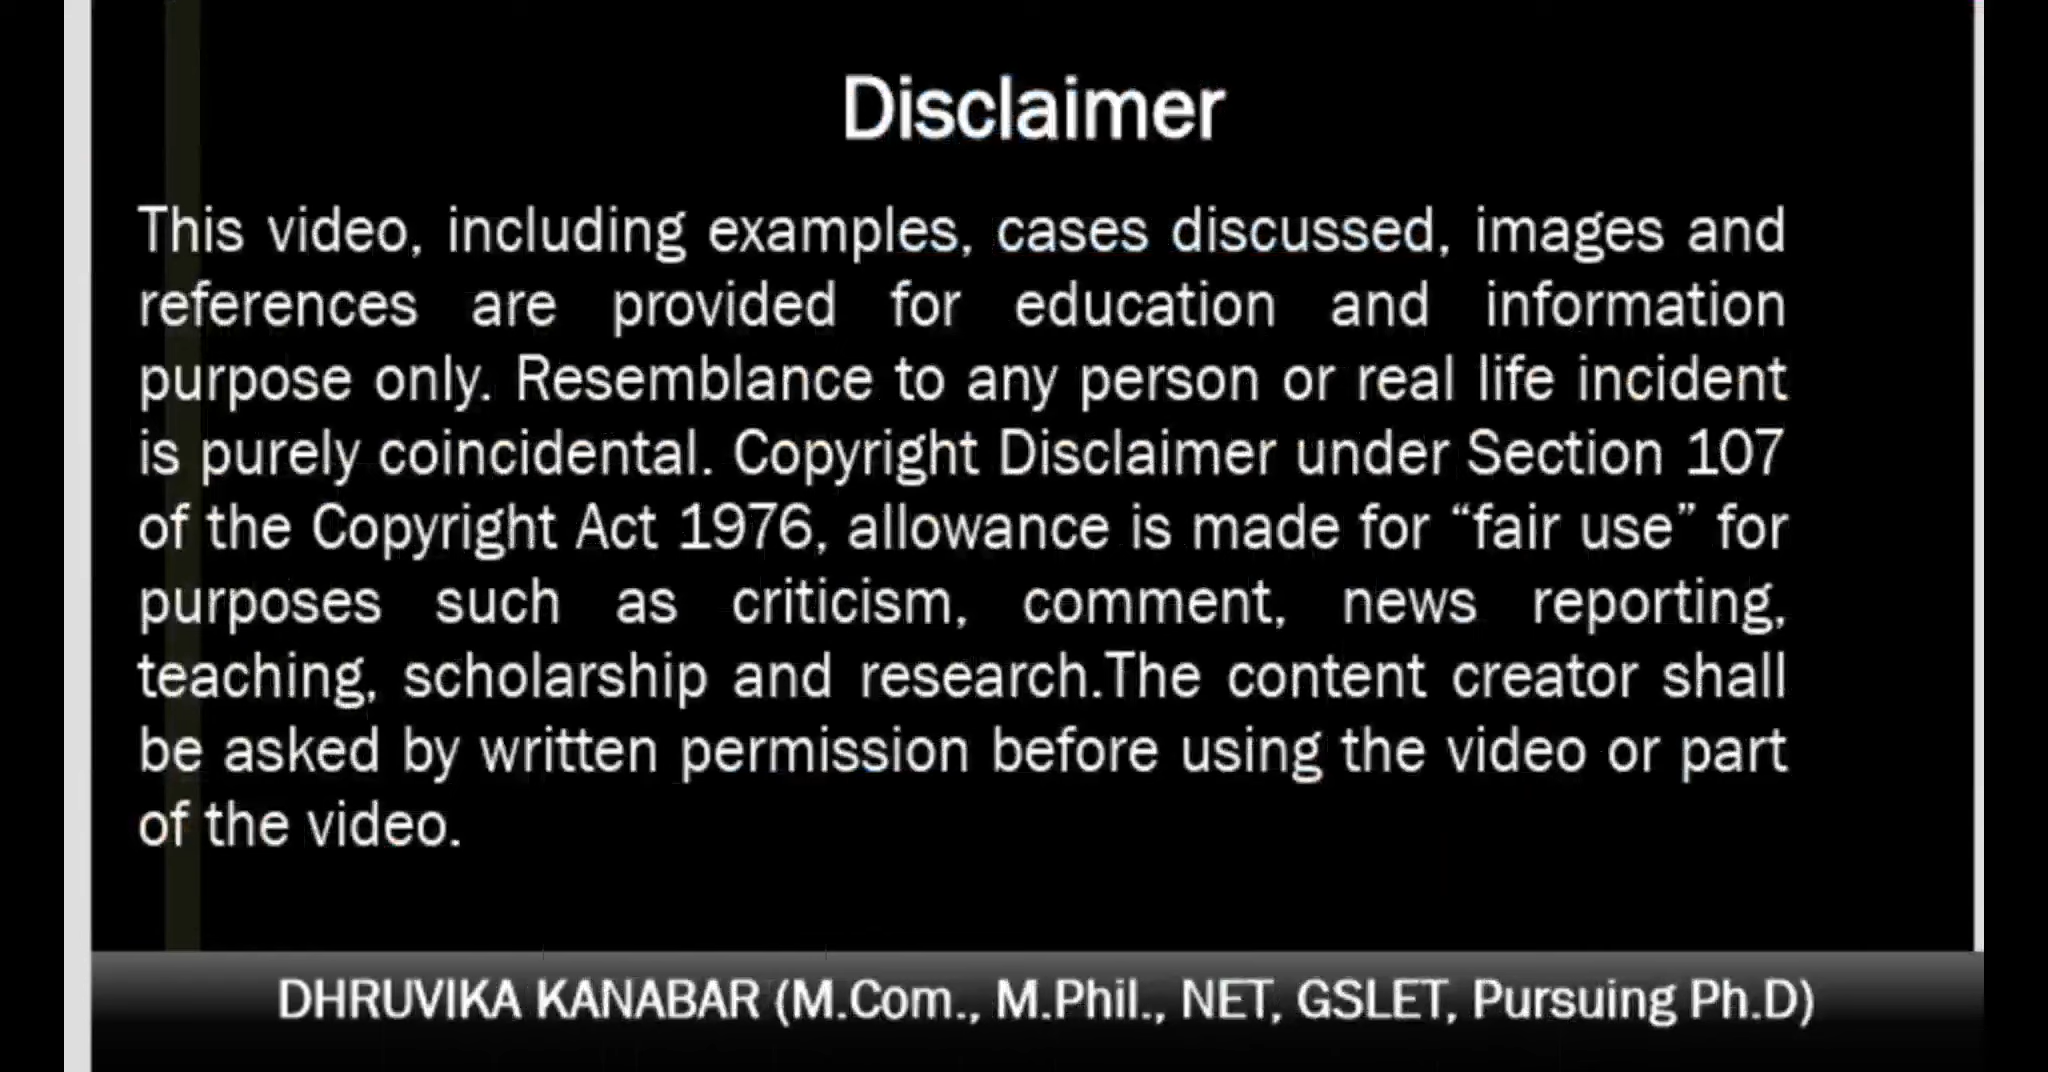 Disclaimer
This video, including examples, cases discussed, images and
references are provided for education and information
purpose only. Resemblance to any person or real life incident
is purely coincidental. Copyright Disclaimer under Section 107
of the Copyright Act 1976, allowance is made for “fair use” for
purposes such as criticism, comment, news reporting,
teaching, scholarship and research.The content creator shall
be asked by written permission before using the video or part
of the video.
DHRUVIKA KANABAR (M.Com., M.Phil., NET, GSLET, Pursuing Ph.D)